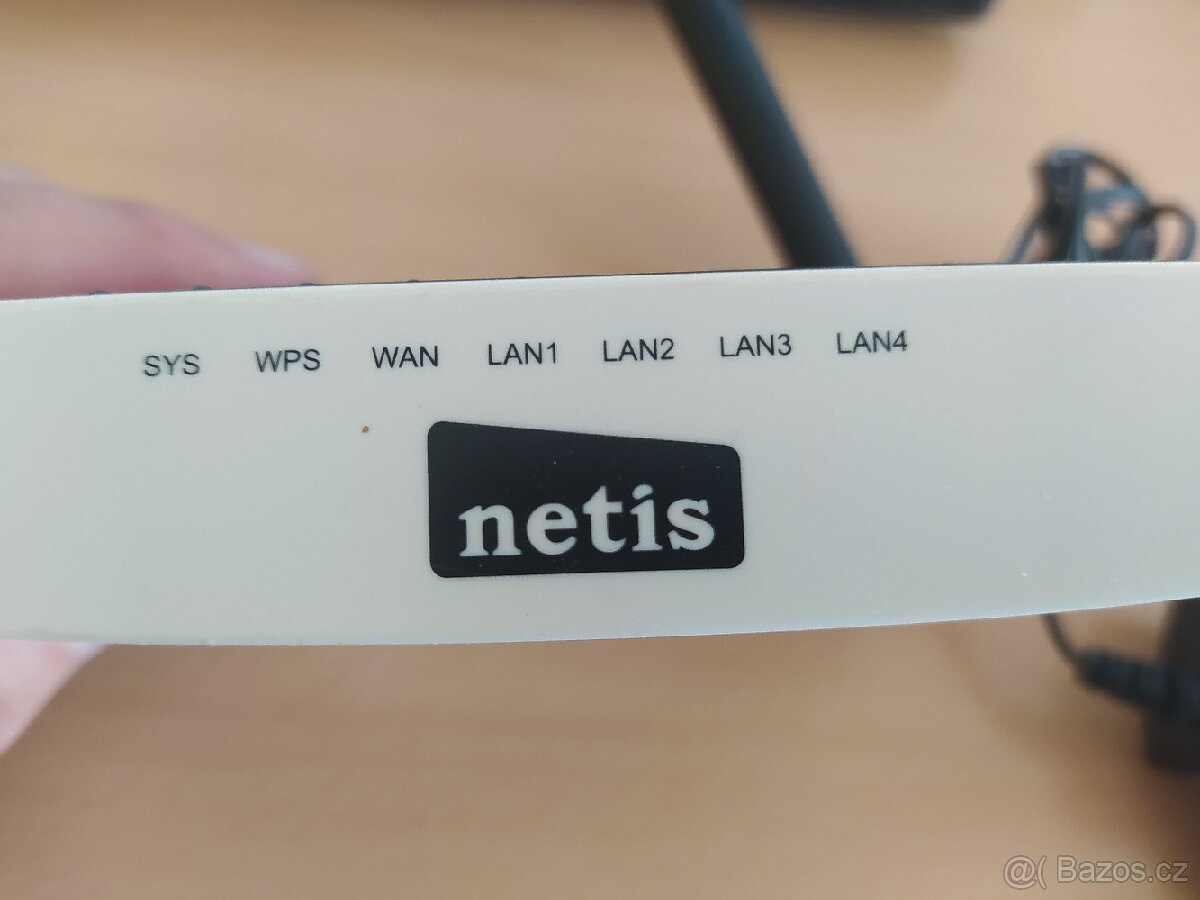 SYS WPS WAN LAN1 LAN2 LAN3 LAN4
netis
@( Bazos.cz